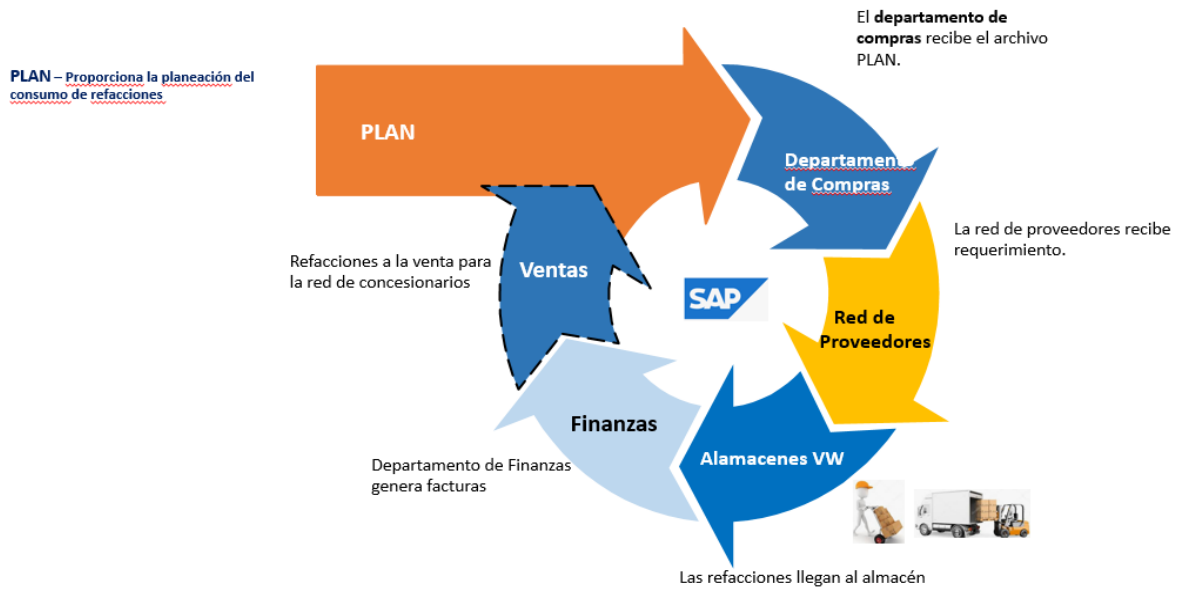 PLAN – Proporciona la planeación del
consumo de refacciones
PLAN
El departamento de
compras recibe el archivo
PLAN.
Departamento
de Compras
La red de proveedores recibe
requerimiento.
Red de
Proveedores
Alamacenes VW
Las refacciones llegan al almacén
Finanzas
Departamento de Finanzas
genera facturas
Ventas
Refacciones a la venta para
la red de concesionarios
SAP